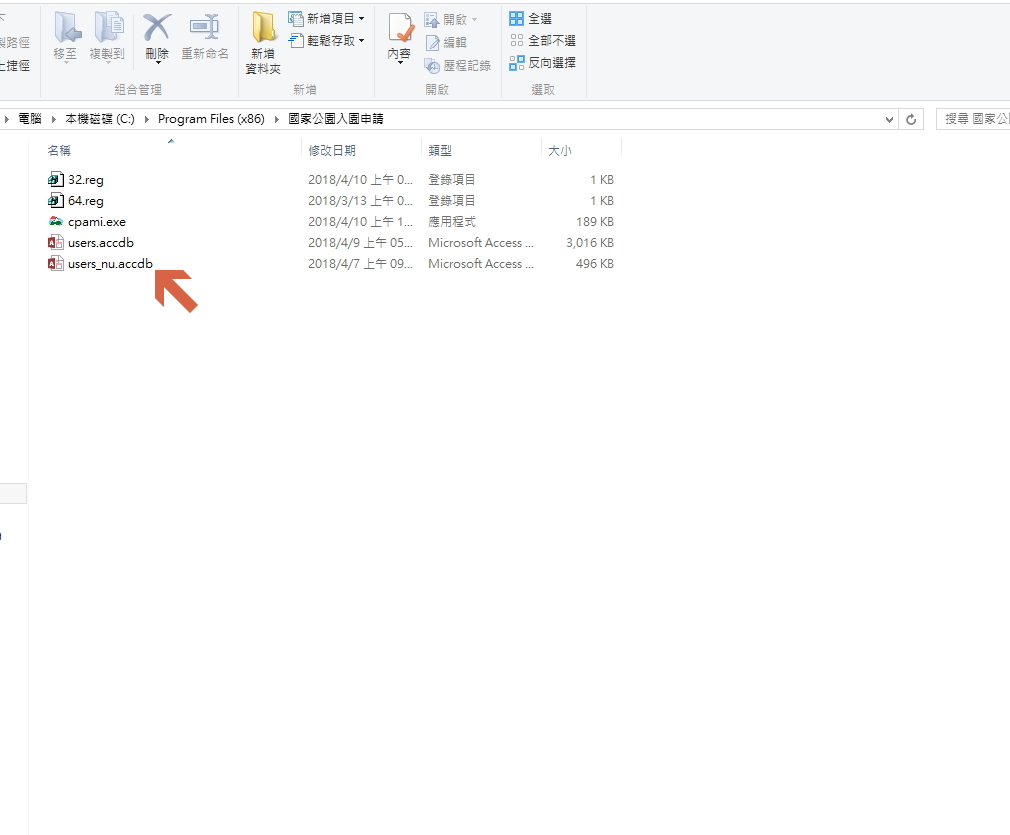 移至
複製到
刪除
重新命名
組合管理
新增
資料夾
新增項目
輕鬆存取
新增
內容
開啟
編輯
歷程記錄
開啟
全選
全部不選
反向選擇
選取
電腦 本機磁碟 (C:) Program Files (x86) 國家公園入園申請
搜尋 國家公
名稱 修改日期 類型 大小
32.reg 2018/4/10 上午 0... 登錄項目 1 KB
64.reg 2018/3/13 上午 0... 登錄項目 1 KB
cpami.exe 2018/4/10 上午 1... 應用程式 189 KB
users.accdb 2018/4/9 上午 05... Microsoft Access ... 3,016 KB
users_nu.accdb 2018/4/7 上午 09... Microsoft Access ... 496 KB